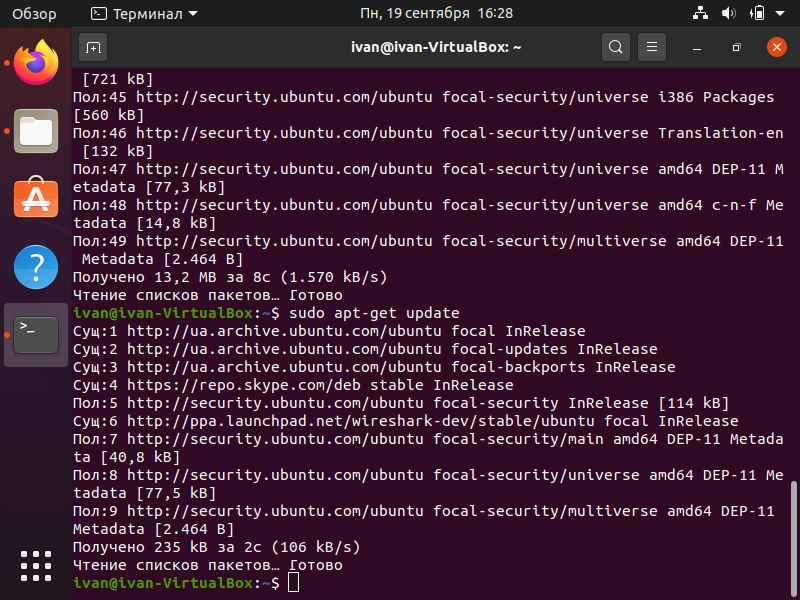 Обзор Терминал Пн, 19 сентября 16:28
ivan@ivan-VirtualBox: ~
[721 kB]
Пол:45 http://security.ubuntu.com/ubuntu focal-security/universe i386 Packages
[560 kB]
Пол:46 http://security.ubuntu.com/ubuntu focal-security/universe Translation-en
[132 kB]
Пол:47 http://security.ubuntu.com/ubuntu focal-security/universe amd64 DEP-11 M
etadata [77,3 kB]
Пол:48 http://security.ubuntu.com/ubuntu focal-security/universe amd64 c-n-f Me
tadata [14,8 kB]
Пол:49 http://security.ubuntu.com/ubuntu focal-security/multiverse amd64 DEP-11
Metadata [2.464 B]
Получено 13,2 MB за 8с (1.570 kB/s)
Чтение списков пакетов… Готово
ivan@ivan-VirtualBox:~$ sudo apt-get update
Сущ:1 http://ua.archive.ubuntu.com/ubuntu focal InRelease
Сущ:2 http://ua.archive.ubuntu.com/ubuntu focal-updates InRelease
Сущ:3 http://ua.archive.ubuntu.com/ubuntu focal-backports InRelease
Сущ:4 https://repo.skype.com/deb stable InRelease
Пол:5 http://security.ubuntu.com/ubuntu focal-security InRelease [114 kB]
Сущ:6 http://ppa.launchpad.net/wireshark-dev/stable/ubuntu focal InRelease
Пол:7 http://security.ubuntu.com/ubuntu focal-security/main amd64 DEP-11 Metada
ta [40,8 kB]
Пол:8 http://security.ubuntu.com/ubuntu focal-security/universe amd64 DEP-11 Me
tadata [77,5 kB]
Пол:9 http://security.ubuntu.com/ubuntu focal-security/multiverse amd64 DEP-11
Metadata [2.464 B]
Получено 235 kB за 2с (106 kB/s)
Чтение списков пакетов… Готово
ivan@ivan-VirtualBox:~$